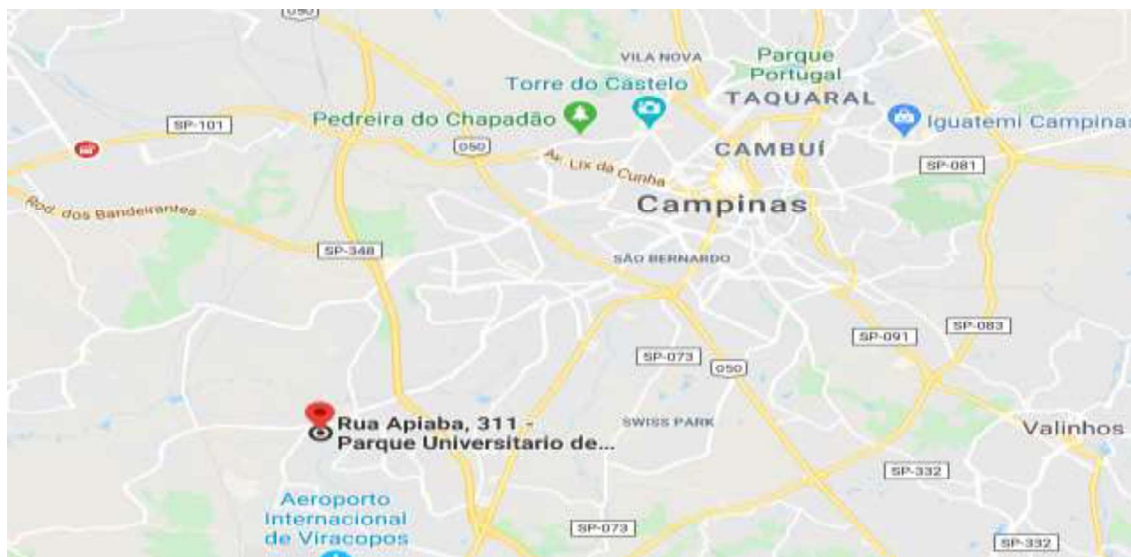 050
VILA NOVA
Parque
Portugal
Torre do Castelo
TAQUARAL
SP-101
Pedreira do Chapadão
Iguatemi Campinas
050
CAMBUÍ
Av. Lix da Cunha
SP-081
Rod. dos Bandeirantes
Campinas
SP-348
SÃO BERNARDO
SP-083
SP-091
SP-073
050
Rua Apiaba, 311 -
Parque Universitario de...
SWISS PARK
Valinhos
SP-332
Aeroporto
Internacional
de Viracopos
SP-073
SP-332